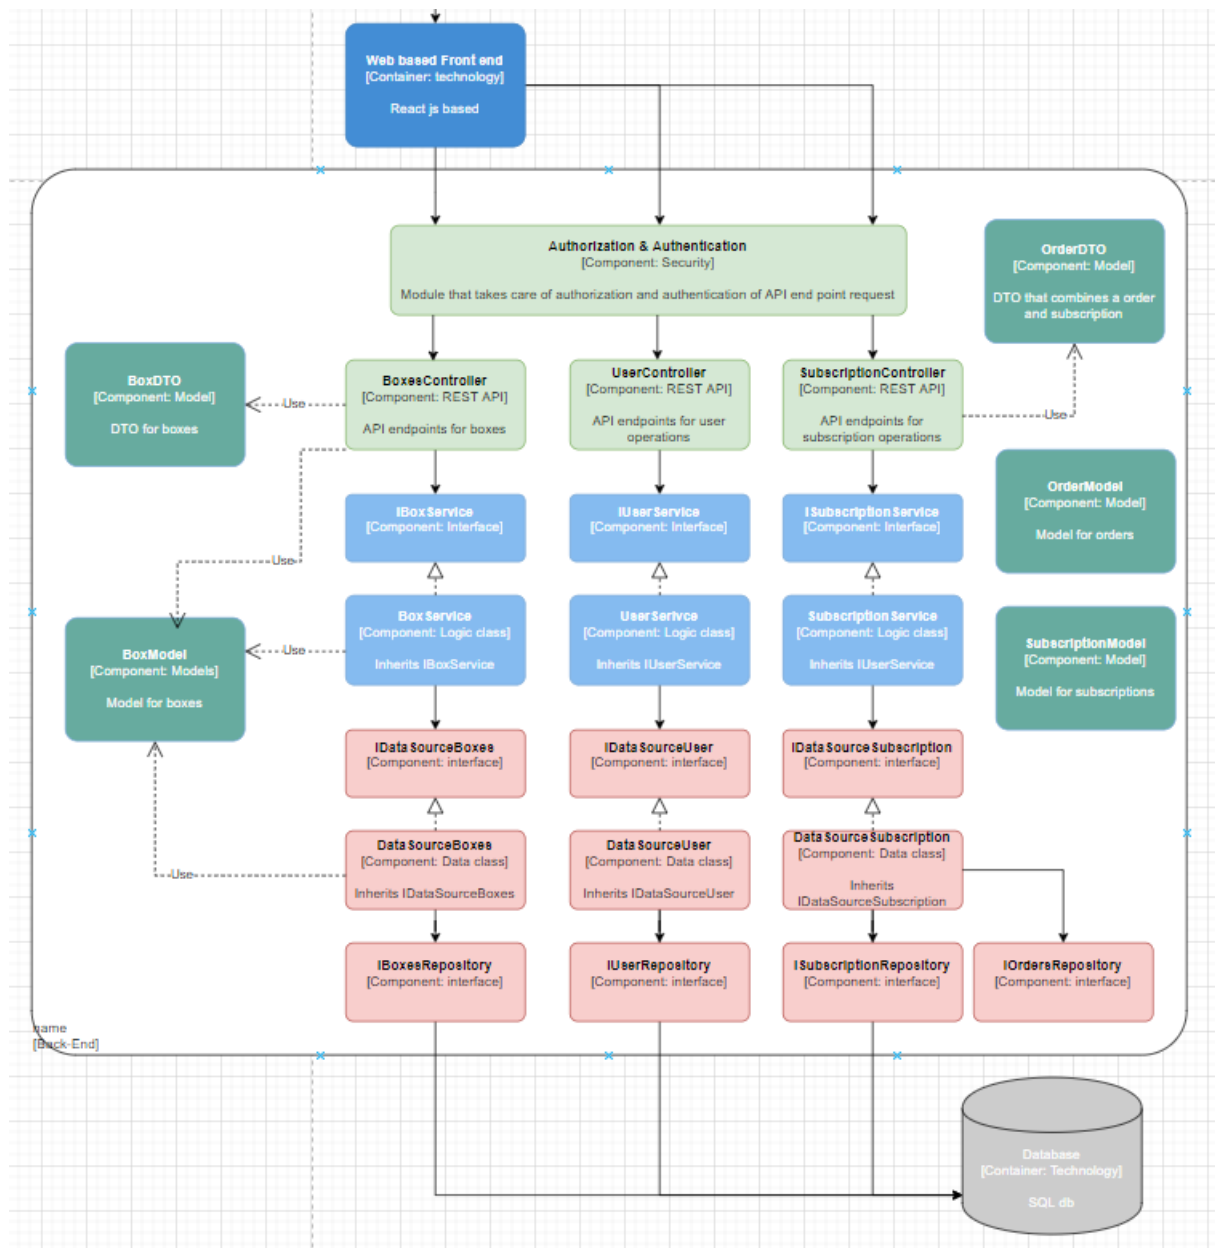 Web based Front end
[Container: technology]
React js based
Authorization & Authentication
[Component: Security]
Module that takes care of authorization and authentication of API end point request
OrderDTO
[Component: Model]
DTO that combines a order
and subscription
BoxDTO
[Component: Model]
DTO for boxes
Use
BoxesController
[Component: REST API]
API endpoints for boxes
UserController
[Component: REST API]
API endpoints for user
operations
SubscriptionController
[Component: REST API]
API endpoints for
subscription operations
Use
OrderModel
[Component: Model]
Model for orders
IBoxService
[Component: Interface]
IUserService
[Component: Interface]
ISubscriptionService
[Component: Interface]
Use
BoxService
[Component: Logic class]
Inherits IBoxService
UserSerivce
[Component: Logic class]
Inherits IUserService
SubscriptionService
[Component: Logic class]
Inherits IUserService
SubscriptionModel
[Component: Model]
Model for subscriptions
BoxModel
[Component: Models]
Model for boxes
Use
IDataSourceBoxes
[Component: interface]
IDataSourceUser
[Component: interface]
IDataSourceSubscription
[Component: interface]
Use
DataSourceBoxes
[Component: Data class]
Inherits IDataSourceBoxes
DataSourceUser
[Component: Data class]
Inherits IDataSourceUser
DataSourceSubscription
[Component: Data class]
Inherits
IDataSourceSubscription
IBoxesRepository
[Component: interface]
IUserRepository
[Component: interface]
ISubscriptionRepository
[Component: interface]
IOrdersRepository
[Component: interface]
name
[Back-End]
Database
[Container: Technology]
SQL db